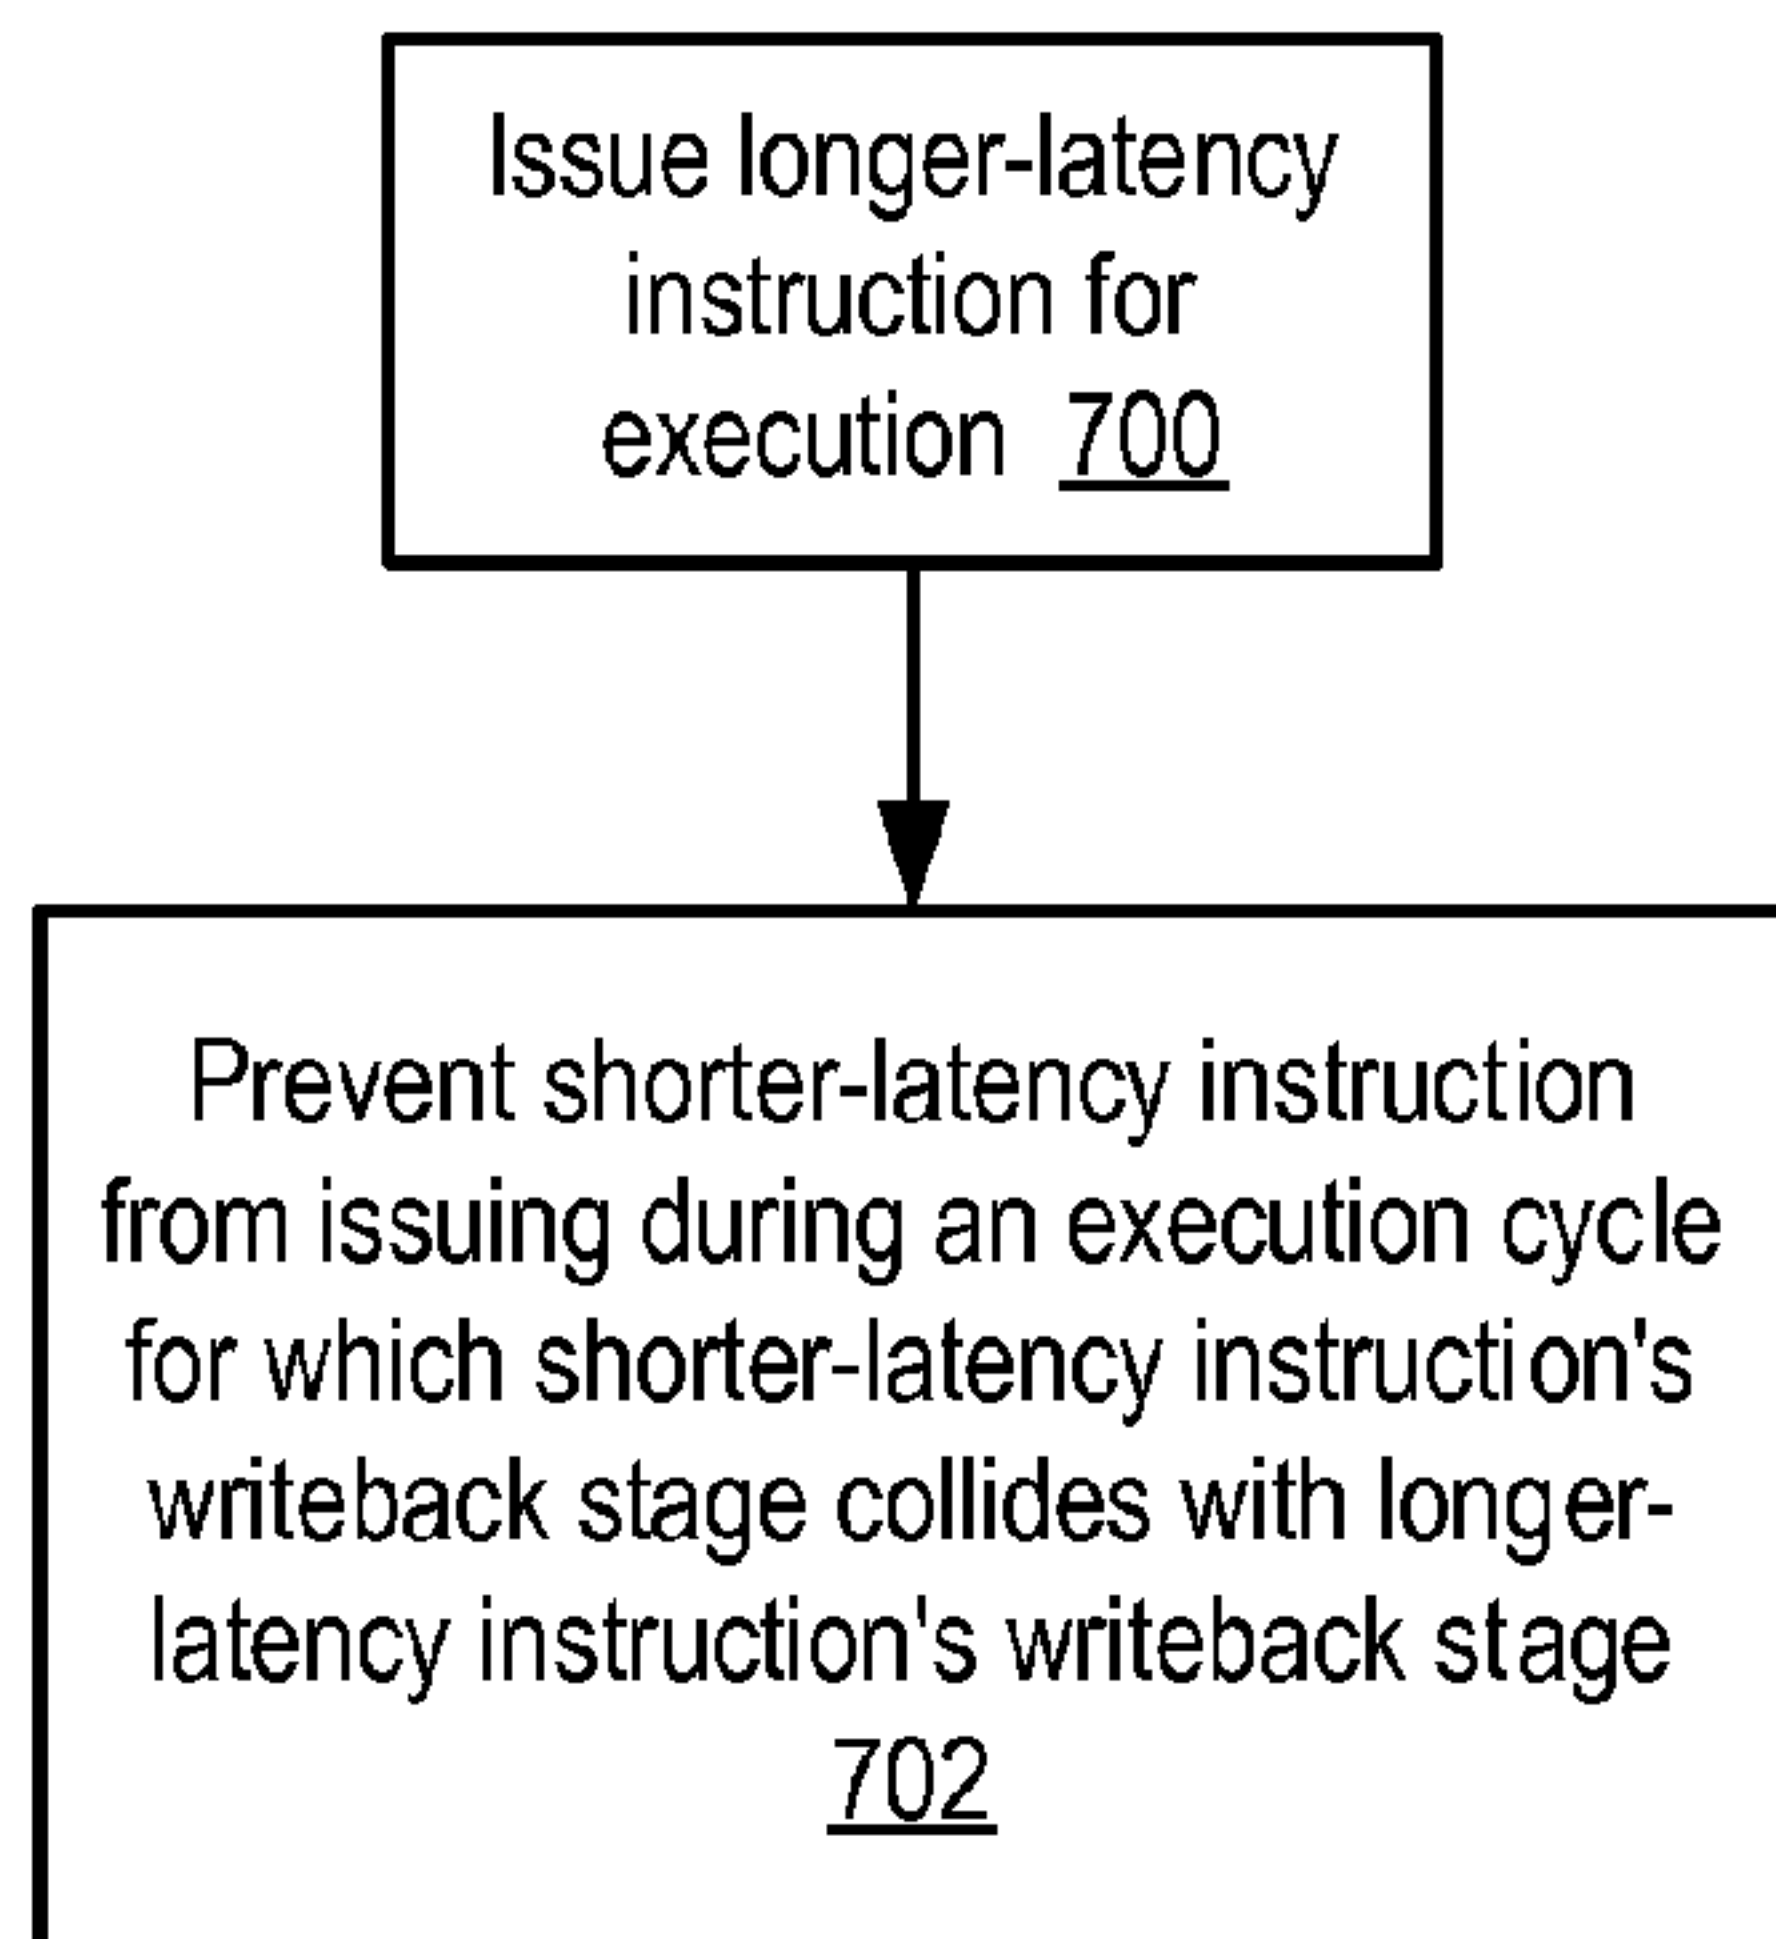 Issue longer-latency
instruction for
execution 700
Prevent shorter-latency instruction
from issuing during an execution cycle
for which shorter-latency instruction's
writeback stage collides with longer-
latency instruction's writeback stage
702